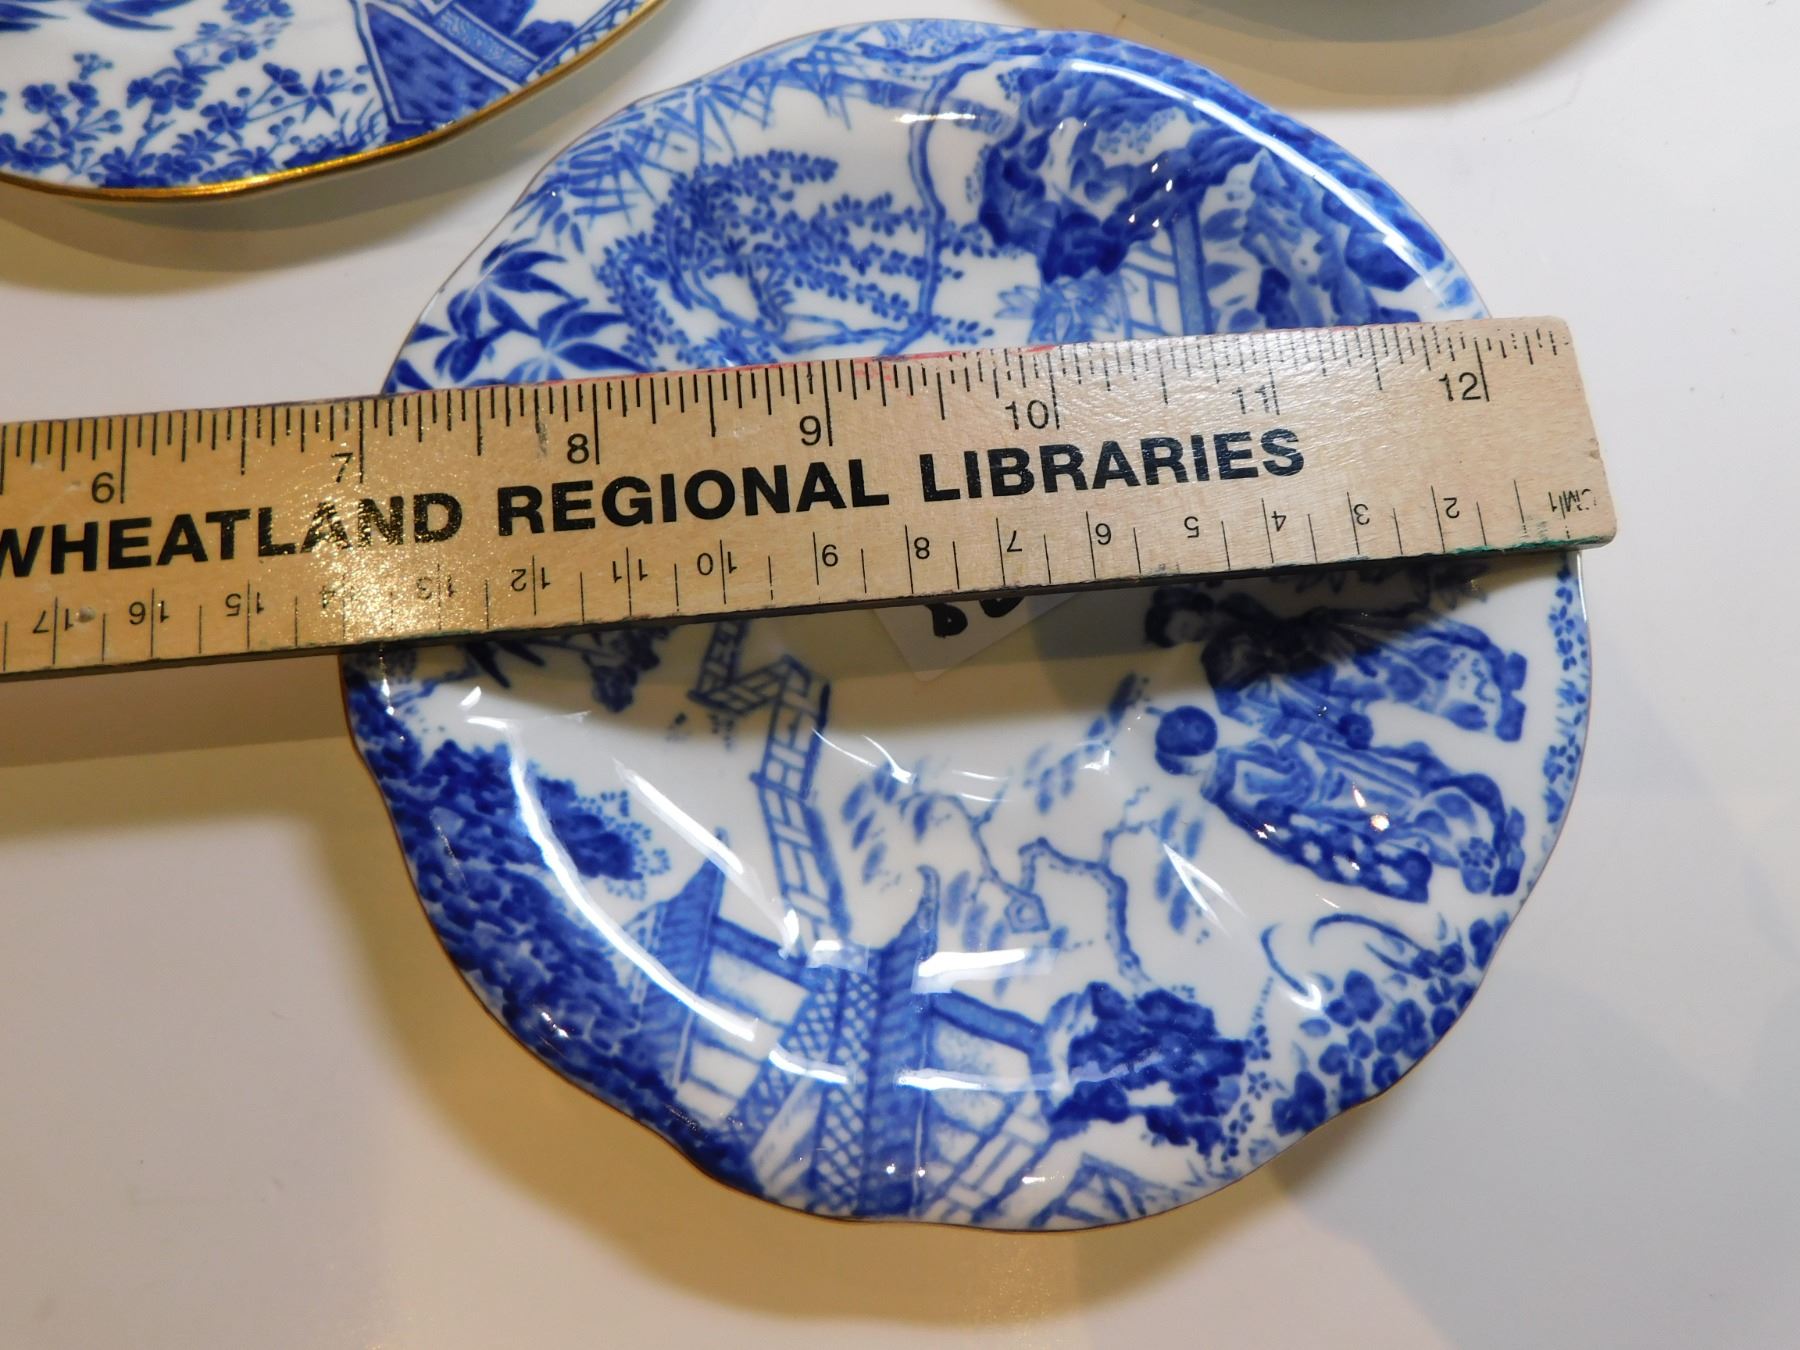 6 7 8 9 10 11 12
WHEATLAND REGIONAL LIBRARIES
17 16 15 14 13 12 11 10 9 8 7 6 5 4 3 2 CM1